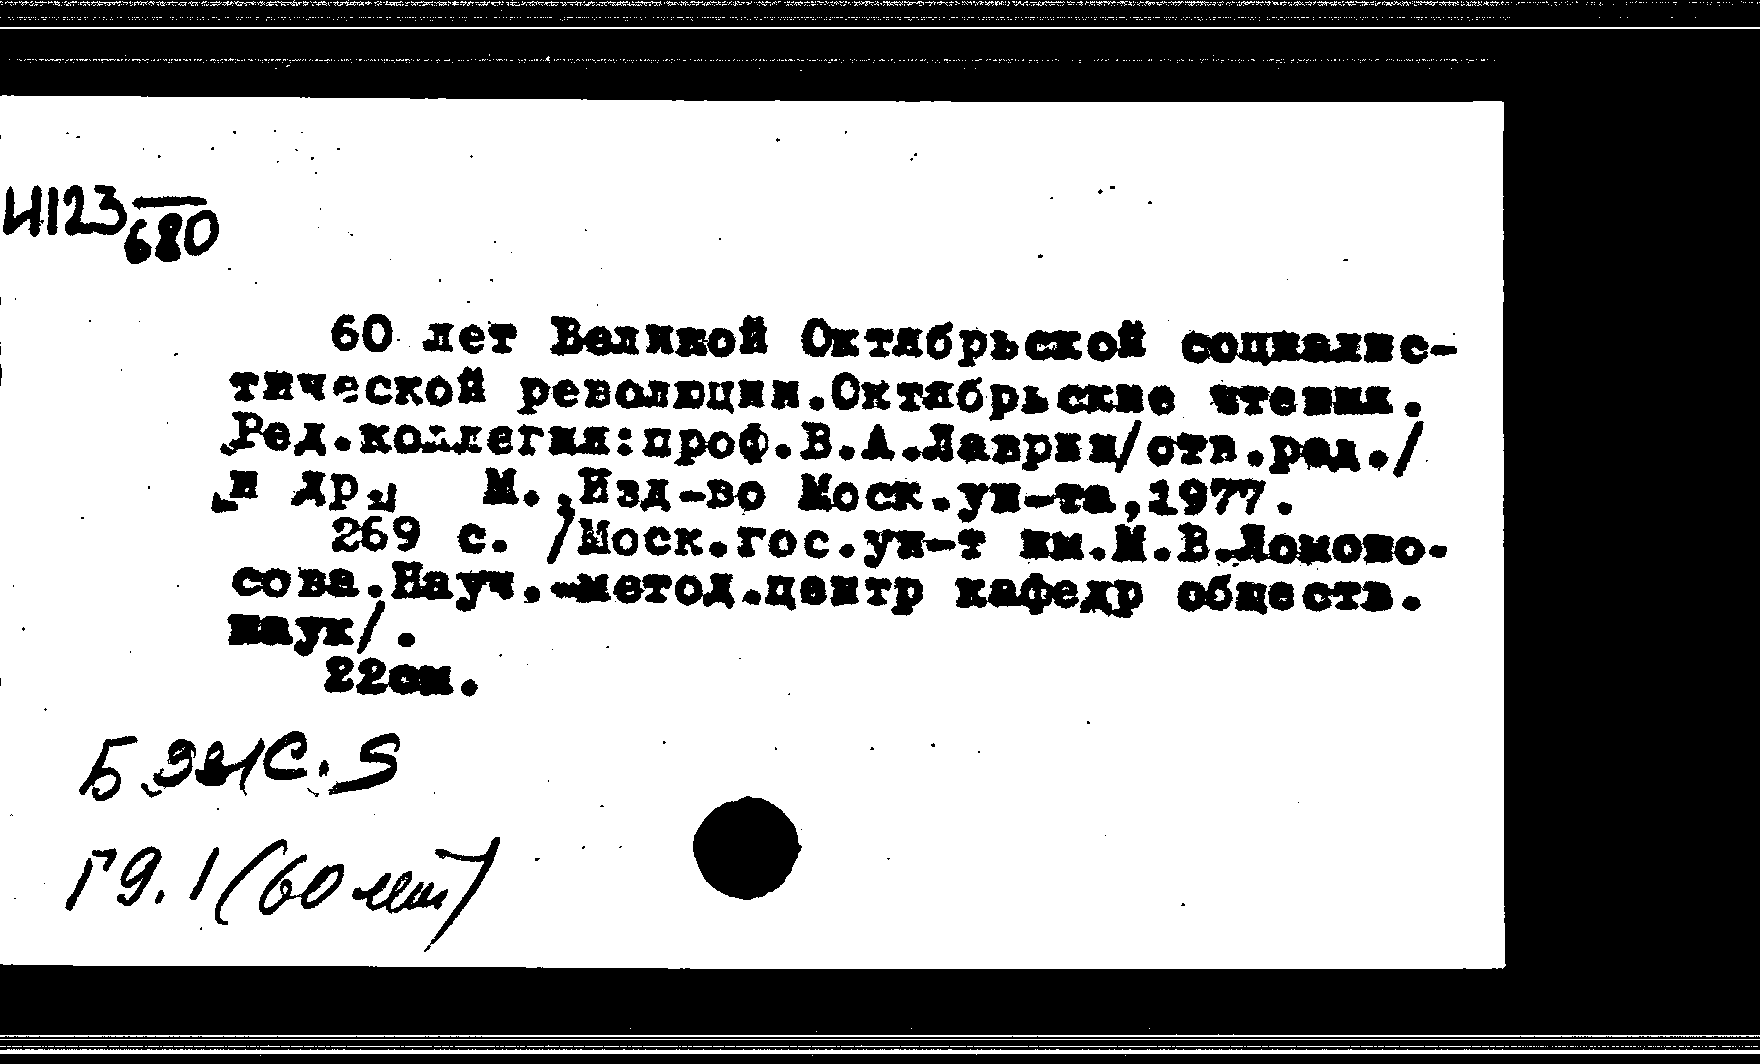 И123 680
60 лет Великой Октябрьской социалис-
тической революции.Октябрьские чтения.
Ред.коллегия:проф.В.А.Лаврин/отв.ред./
и др.  М.,Изд-во Моск.ун-та,1977.
269 с. /Моск.гос.ун-т им.М.В.Ломоно-
сова.Науч.-метод.центр кафедр обществ.
наук/.
22см.
Г9.1(60 лет)